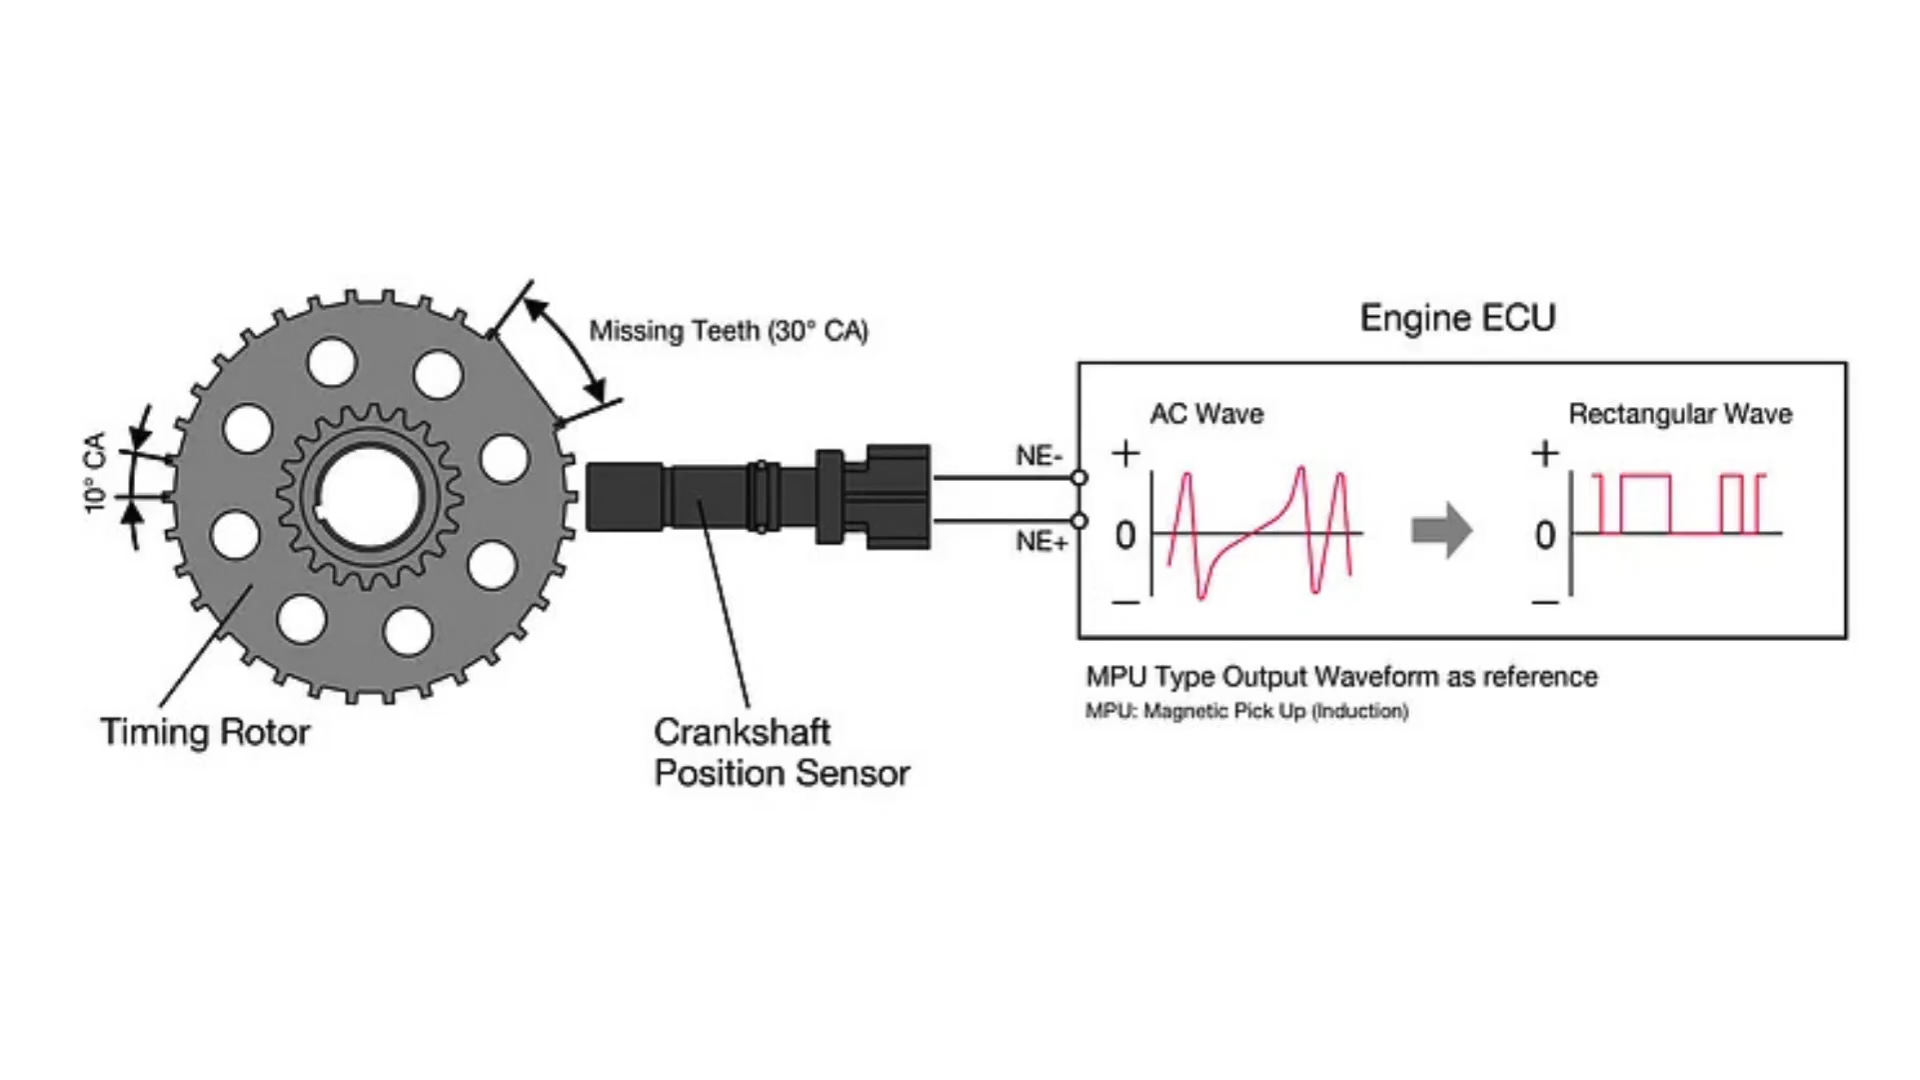 Engine ECU
Missing Teeth (30° CA)
10° CA
AC Wave
Rectangular Wave
NE-
+
+
0
0
NE+
—
—
MPU Type Output Waveform as reference
MPU: Magnetic Pick Up (Induction)
Timing Rotor
Crankshaft
Position Sensor